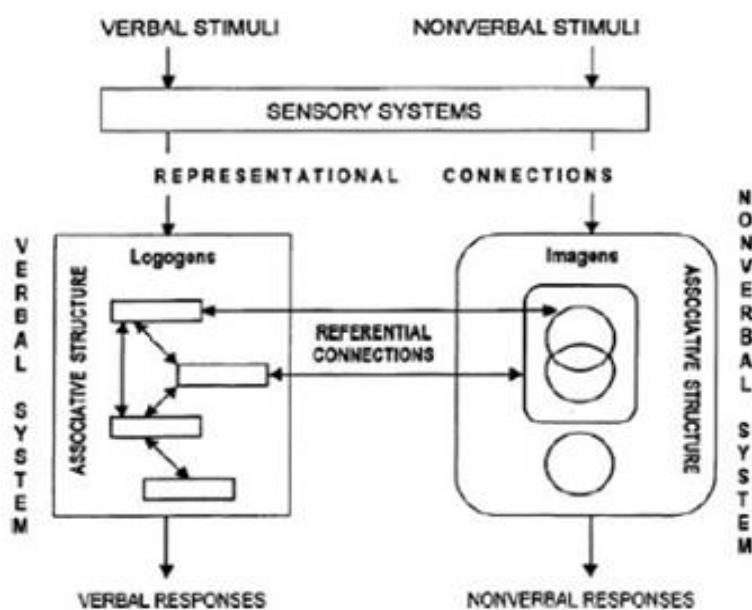 VERBAL STIMULI
NONVERBAL STIMULI
SENSORY SYSTEMS
REPRESENTATIONAL CONNECTIONS
VERBAL SYSTEM
ASSOCIATIVE STRUCTURE
Logogens
REFERENTIAL
CONNECTIONS
Imagens
ASSOCIATIVE STRUCTURE
NONVERBAL SYSTEM
VERBAL RESPONSES
NONVERBAL RESPONSES